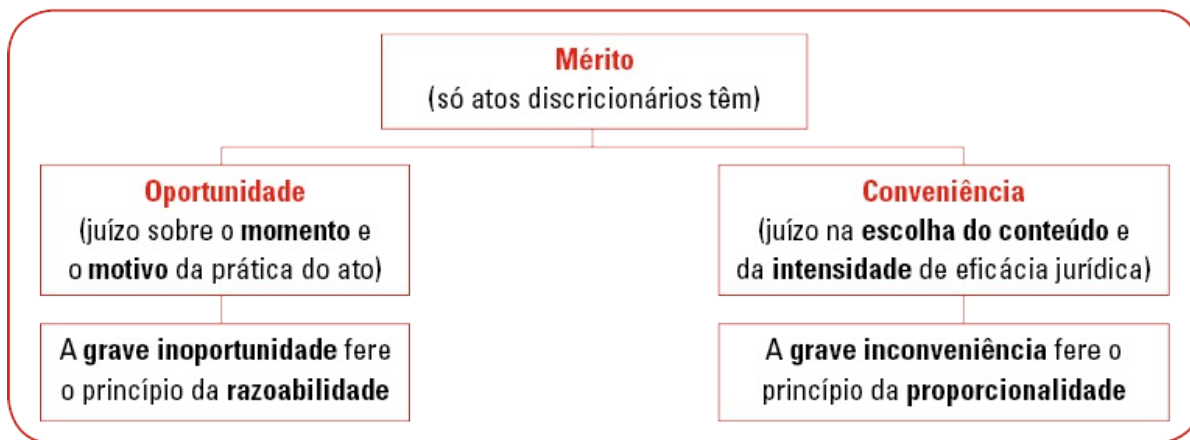 Mérito
(só atos discricionários têm)
Oportunidade
(juízo sobre o momento e
o motivo da prática do ato)
Conveniência
(juízo na escolha do conteúdo e
da intensidade de eficácia jurídica)
A grave inoportunidade fere
o princípio da razoabilidade
A grave inconveniência fere o
princípio da proporcionalidade